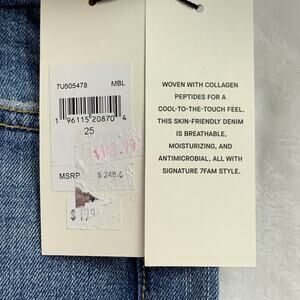 7U505478 MBL
1 96115 20870 4
25
MSRP $ 248.0
WOVEN WITH COLLAGEN
PEPTIDES FOR A
COOL-TO-THE-TOUCH FEEL.
THIS SKIN-FRIENDLY DENIM
IS BREATHABLE,
MOISTURIZING, AND
ANTIMICROBIAL, ALL WITH
SIGNATURE 7FAM STYLE.